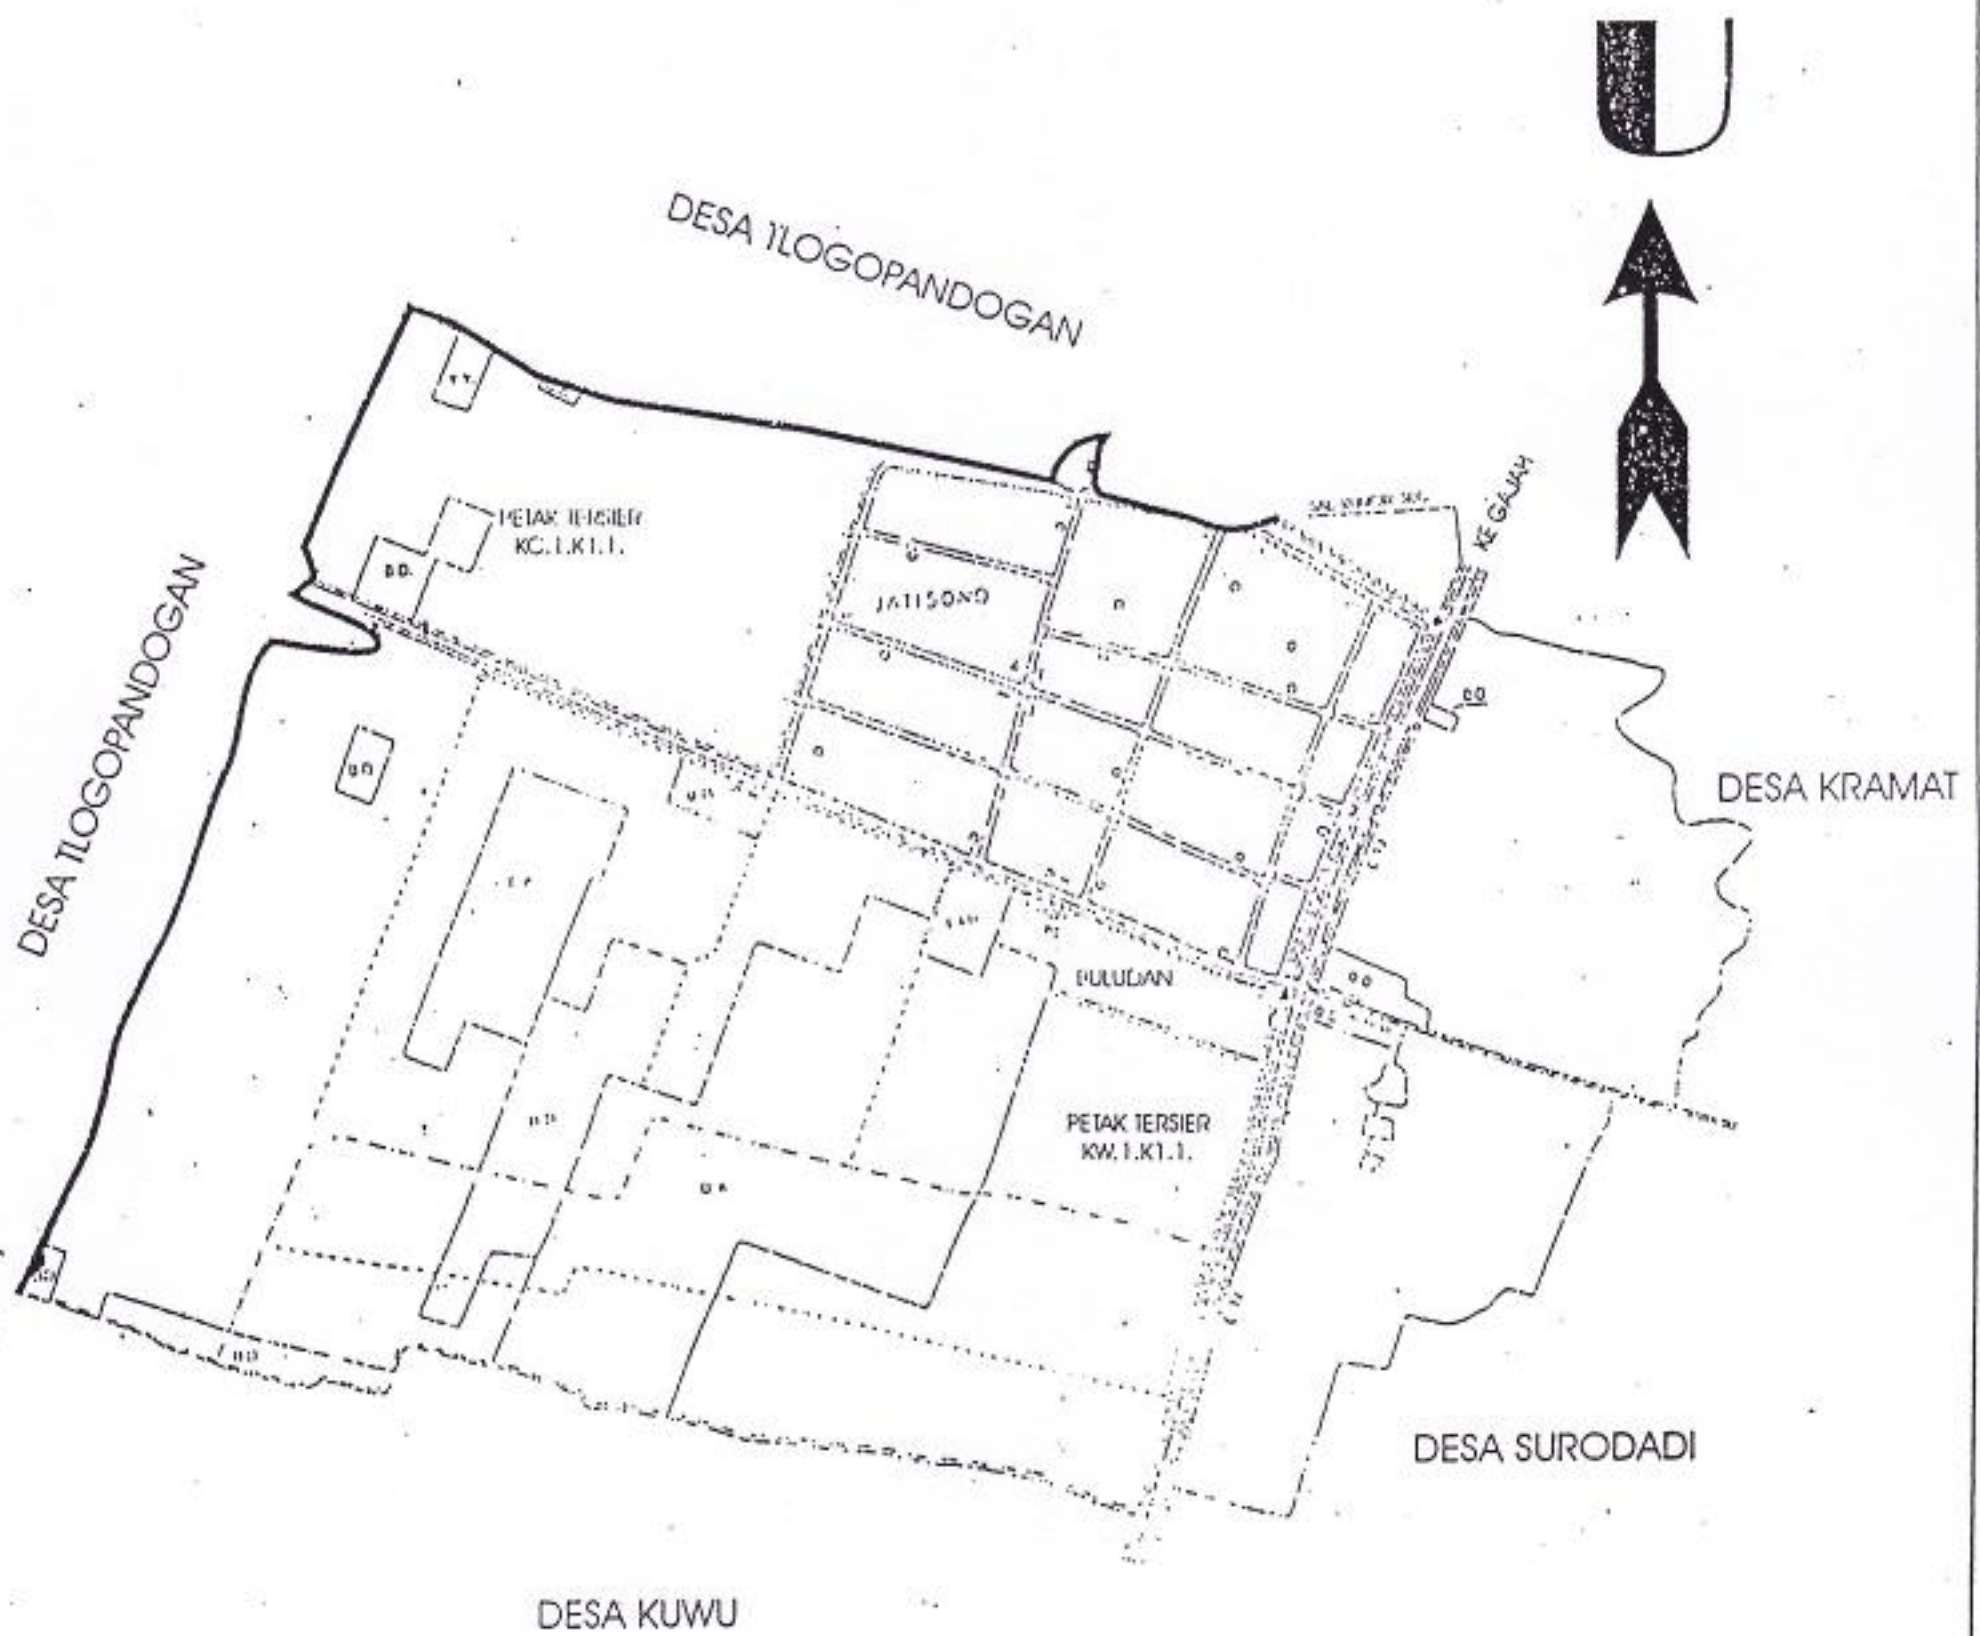 U
DESA TLOGOPANDOGAN
KE GAJAH
PETAK TERSIER
KG.1.K1.1.
D.D.
JATISONO
DESA TLOGOPANDOGAN
D.D.
DESA KRAMAT
B.D.
PULUDAN
D D
PETAK TERSIER
KW.1.K1.1.
DESA SURODADI
DESA KUWU